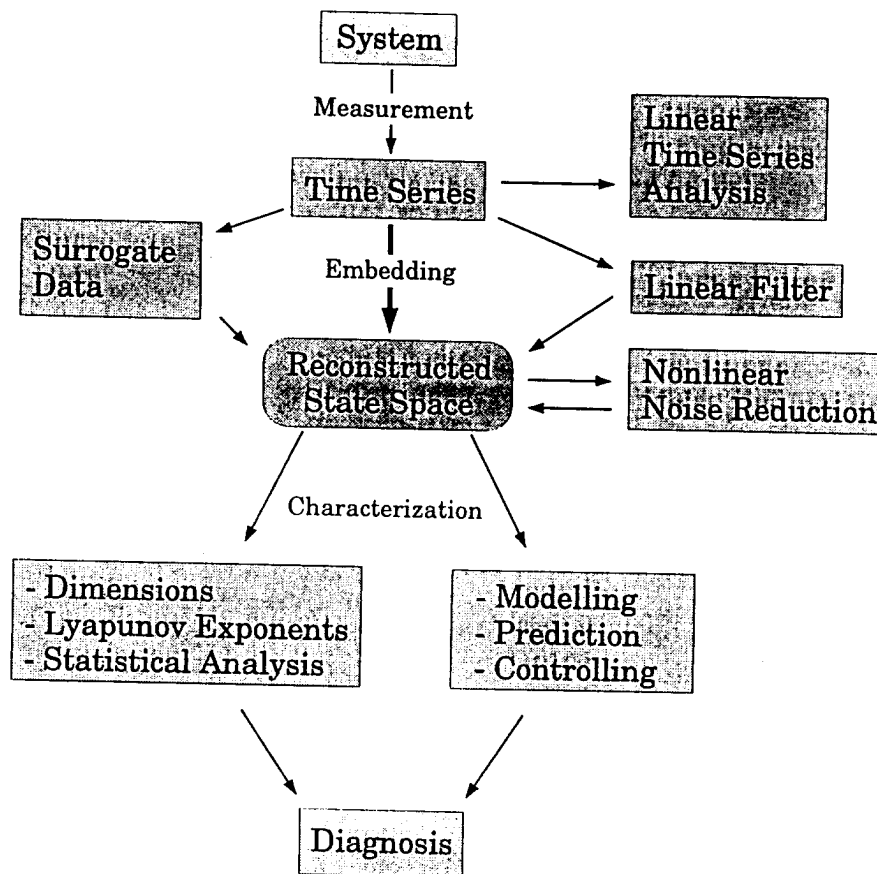 System
Measurement
Linear
Time Series
Analysis
Time Series
Surrogate
Data
Embedding
Linear Filter
Reconstructed
State Space
Nonlinear
Noise Reduction
Characterization
- Dimensions
- Lyapunov Exponents
- Statistical Analysis
- Modelling
- Prediction
- Controlling
Diagnosis